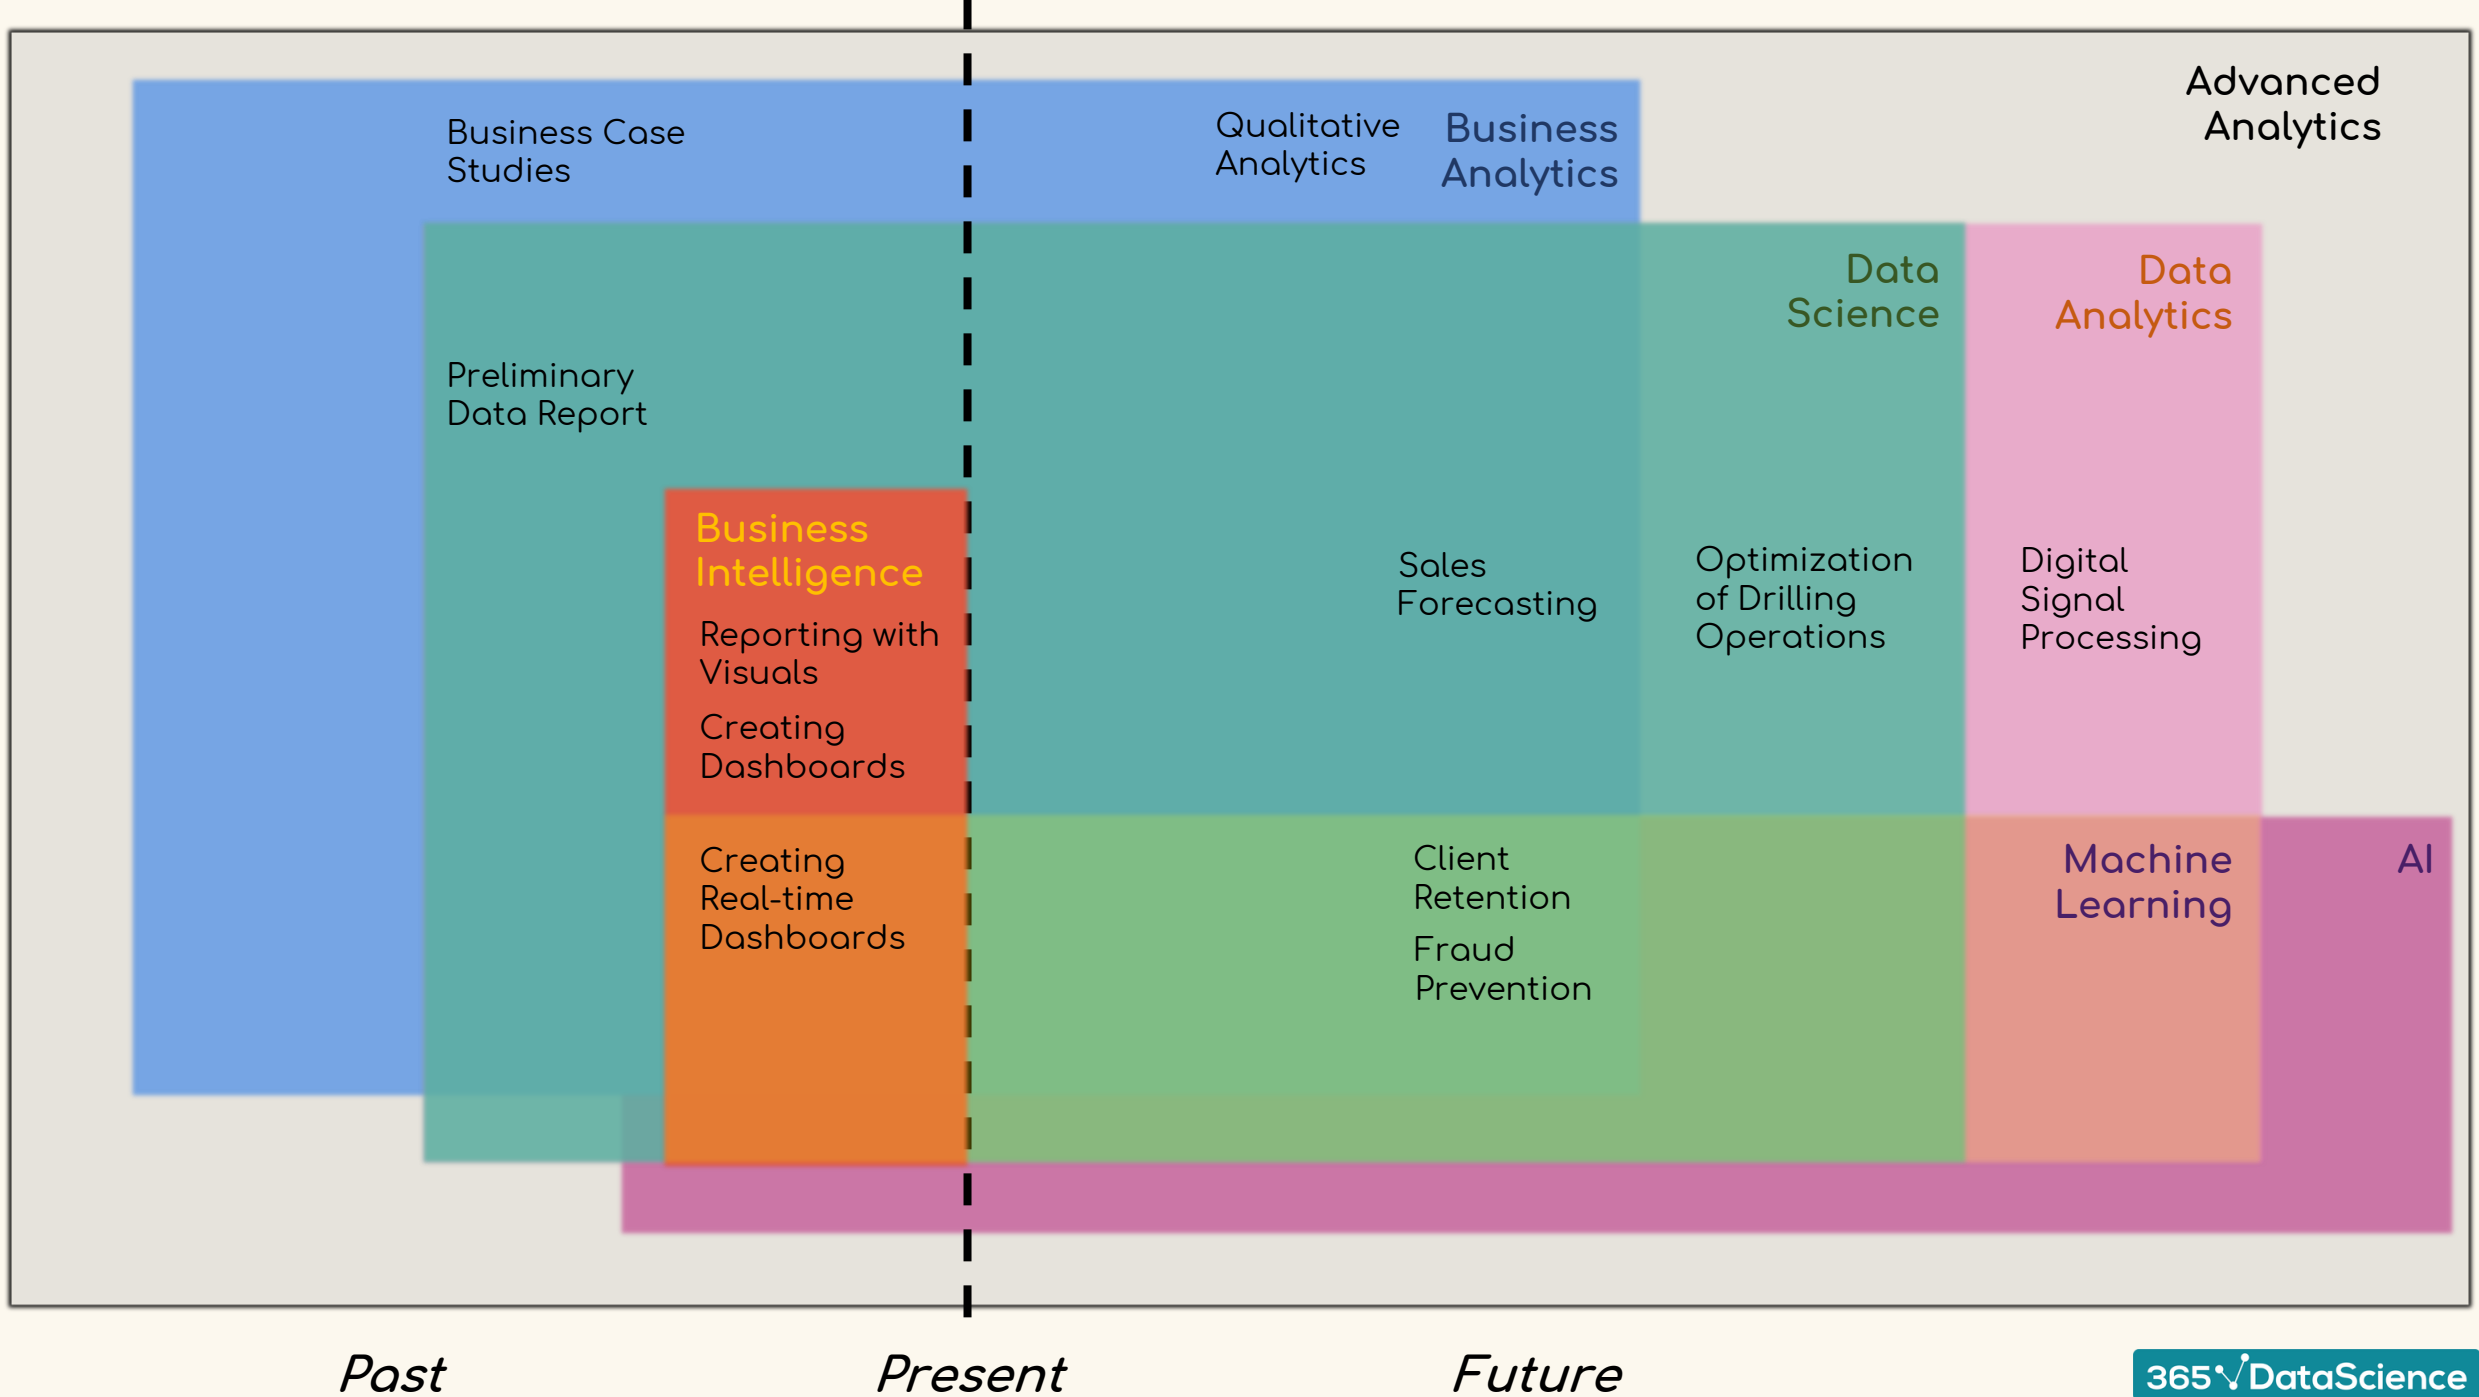 Advanced
Analytics
Business Case
Studies
Qualitative
Analytics
Business
Analytics
Data
Science
Data
Analytics
Preliminary
Data Report
Business
Intelligence
Reporting with
Visuals
Creating
Dashboards
Sales
Forecasting
Optimization
of Drilling
Operations
Digital
Signal
Processing
Creating
Real-time
Dashboards
Client
Retention
Fraud
Prevention
Machine
Learning
AI
Past
Present
Future
365 DataScience